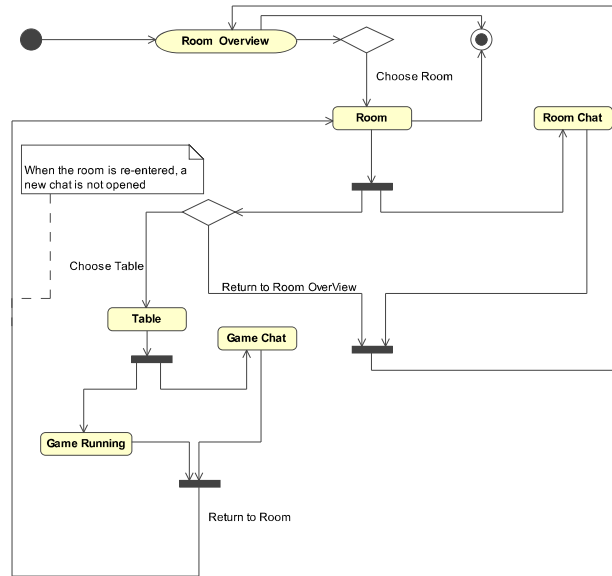 Room Overview
Choose Room
Room
Room Chat
When the room is re-entered, a
new chat is not opened
Choose Table
Return to Room OverView
Table
Game Chat
Game Running
Return to Room